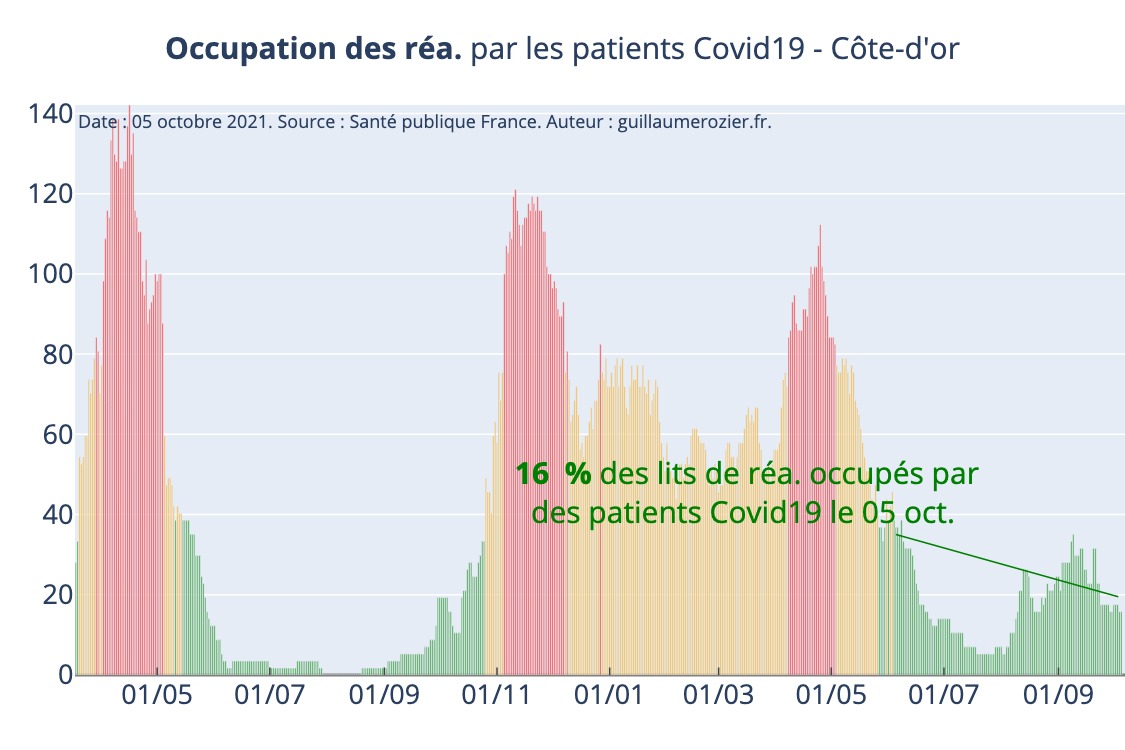 Occupation des réa. par les patients Covid19 - Côte-d'or
140
Date : 05 octobre 2021. Source : Santé publique France. Auteur : guillaumerozier.fr.
120
100
80
60
16  % des lits de réa. occupés par
des patients Covid19 le 05 oct.
40
20
0
01/05 01/07 01/09 01/11 01/01 01/03 01/05 01/07 01/09